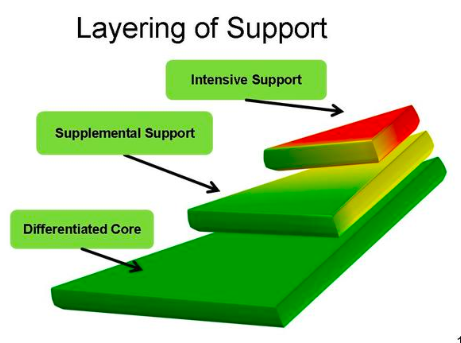 Layering of Support
Intensive Support
Supplemental Support
Differentiated Core
1